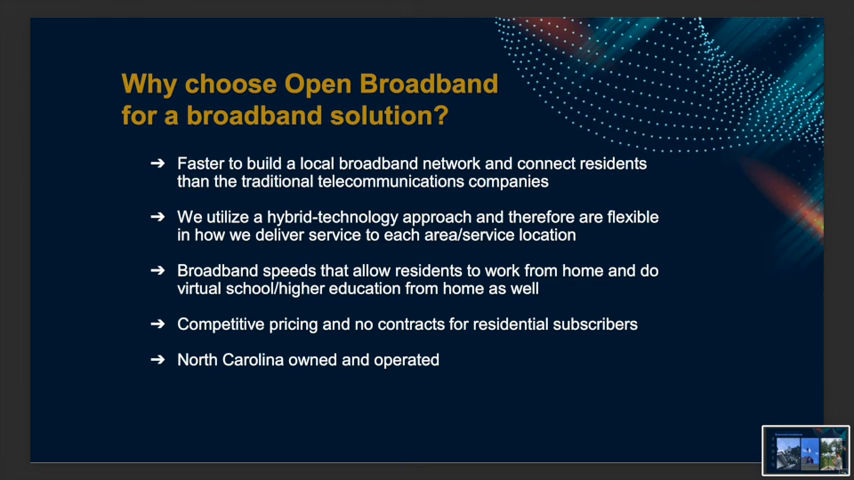 Why choose Open Broadband
for a broadband solution?
➔ Faster to build a local broadband network and connect residents
than the traditional telecommunications companies
➔ We utilize a hybrid-technology approach and therefore are flexible
in how we deliver service to each area/service location
➔ Broadband speeds that allow residents to work from home and do
virtual school/higher education from home as well
➔ Competitive pricing and no contracts for residential subscribers
➔ North Carolina owned and operated